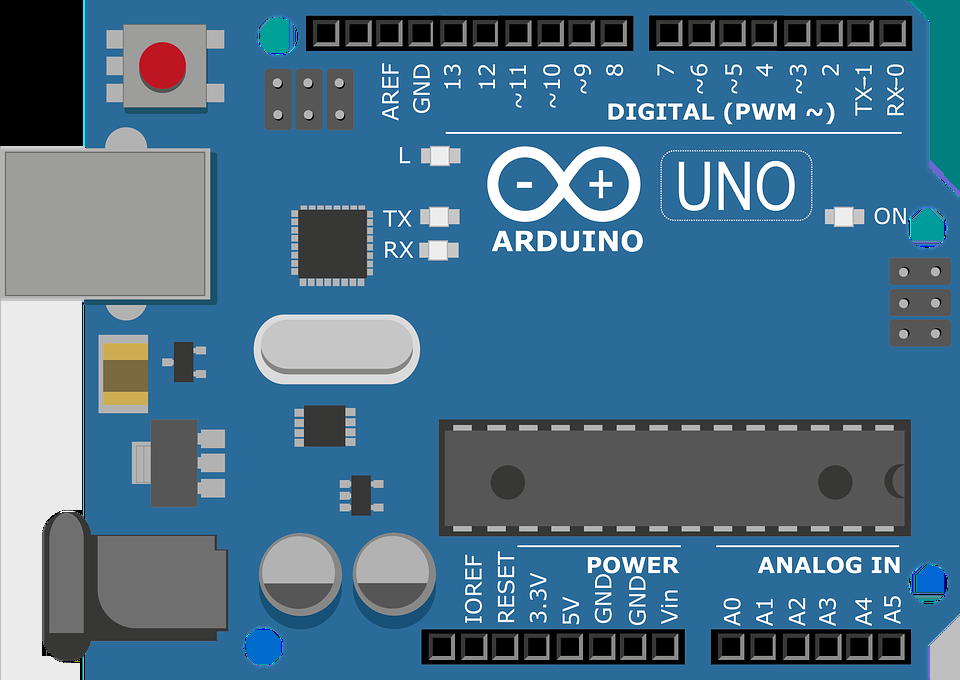 AREF GND 13 12 ~11 ~10 ~9 8 7 ~6 ~5 4 ~3 2 TX→1 RX←0
DIGITAL (PWM ~)
L
- +
UNO
TX
ON
ARDUINO
RX
POWER
ANALOG IN
IOREF RESET 3.3V 5V GND GND Vin A0 A1 A2 A3 A4 A5